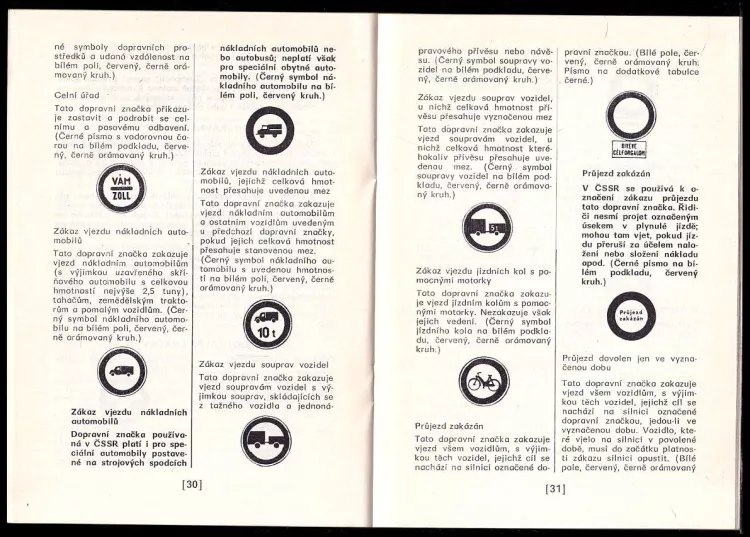 né symboly dopravních pro-
středků a udaná vzdálenost na
bílém poli, červený, černě orá-
movaný kruh.)
Celní úřad
Tato dopravní značka přikazu-
je zastavit a podrobit se cel-
nímu a pasovému odbavení.
(Černé písmo s vodorovnou ča-
rou na bílém podkladu, červe-
ný, černě orámovaný kruh.)
VÁM
ZOLL
Zákaz vjezdu nákladních auto-
mobilů
Tato dopravní značka zakazuje
vjezd nákladním automobilům
(s výjimkou uzavřeného skří-
ňového automobilu s celkovou
hmotností nejvýše 2,5 tuny),
tahačům, zemědělským trakto-
rům a pomalým vozidlům. (Čer-
ný symbol nákladního automo-
bilu na bílém poli, červený, čer-
ně orámovaný kruh.)
Zákaz vjezdu nákladních
automobilů
Dopravní značka používa-
ná v ČSSR platí i pro spe-
ciální automobily postave-
né na strojových spodcích
nákladních automobilů ne-
bo autobusů; neplatí však
pro speciální obytné auto-
mobily. (Černý symbol ná-
kladního automobilu na bí-
lém poli, červený kruh.)
Zákaz vjezdu nákladních auto-
mobilů, jejichž celková hmot-
nost přesahuje uvedenou mez
Tato dopravní značka zakazuje
vjezd nákladním automobilům
a ostatním vozidlům uvedeným
u předchozí dopravní značky,
pokud jejich celková hmotnost
přesahuje stanovenou mez.
(Černý symbol nákladního au-
tomobilu s uvedenou hmotnos-
tí na bílém poli, červený, černě
orámovaný kruh.)
10 t
Zákaz vjezdu souprav vozidel
Tato dopravní značka zakazuje
vjezd soupravám vozidel s vý-
jimkou souprav, skládajících se
z tažného vozidla a jednoná-
[30]
pravového přívěsu nebo návě-
su. (Černý symbol soupravy vo-
zidel na bílém podkladu, červe-
ný, černě orámovaný kruh.)
Zákaz vjezdu souprav vozidel,
u nichž celková hmotnost pří-
věsu přesahuje vyznačenou mez
Tato dopravní značka zakazuje
vjezd soupravám vozidel, u
nichž celková hmotnost které-
hokoliv přívěsu přesahuje uve-
denou mez. (Černý symbol
soupravy vozidel na bílém pod-
kladu, červený, černě orámova-
ný kruh.)
5t
Zákaz vjezdu jízdních kol s po-
mocnými motorky
Tato dopravní značka zakazu-
je vjezd jízdním kolům s pomoc-
nými motorky. Nezakazuje však
jejich vedení. (Černý symbol
jízdního kola na bílém podkla-
du, červený, černě orámovaný
kruh.)
Průjezd zakázán
Tato dopravní značka zakazuje
vjezd všem vozidlům, s výjim-
kou těch vozidel, jejichž cíl se
nachází na silnici označené do-
pravní značkou. (Bílé pole, čer-
vený, černě orámovaný kruh.
Písmo na dodatkové tabulce
černé.)
KIVÉVE
CÉLFORGALOM
Průjezd zakázán
V ČSSR se používá k o-
značení zákazu průjezdu
tato dopravní značka. Řidi-
či nesmí projet označeným
úsekem v plynulé jízdě;
mohou tam vjet, pokud jíz-
du přeruší za účelem nalo-
žení nebo složení nákladu
apod. (Černé písmo na bí-
lém podkladu, červený
kruh.)
Průjezd
zakázán
Průjezd dovolen jen ve vyzna-
čenou dobu
Tato dopravní značka zakazuje
vjezd všem vozidlům, s výjim-
kou těch vozidel, jejichž cíl se
nachází na silnici označené
dopravní značkou, jedou-li ve
vyznačenou dobu. Vozidlo, kte-
ré vjelo na silnici v povolené
době, musí do začátku platnos-
ti zákazu silnici opustit. (Bílé
pole, červený, černě orámovaný
[31]